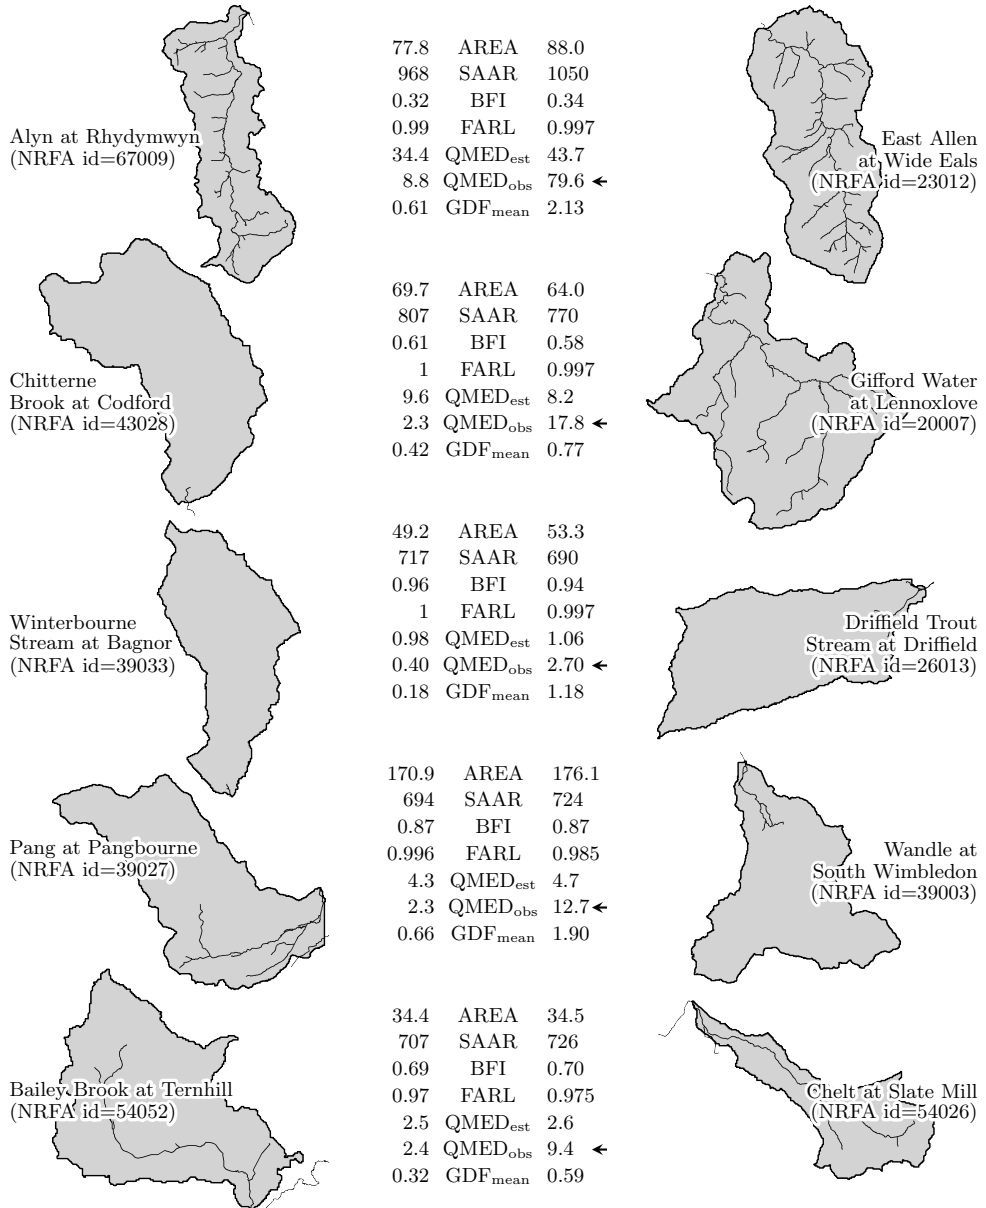 77.8 AREA 88.0
968 SAAR 1050
0.32 BFI 0.34
Alyn at Rhydymwyn
(NRFA id=67009)
0.99 FARL 0.997
34.4 QMEDest 43.7
8.8 QMEDobs 79.6
0.61 GDFmean 2.13
East Allen
at Wide Eals
(NRFA id=23012)
69.7 AREA 64.0
807 SAAR 770
0.61 BFI 0.58
1 FARL 0.997
Chitterne
Brook at Codford
(NRFA id=43028)
9.6 QMEDest 8.2
2.3 QMEDobs 17.8
0.42 GDFmean 0.77
Gifford Water
at Lennoxlove
(NRFA id=20007)
49.2 AREA 53.3
717 SAAR 690
0.96 BFI 0.94
1 FARL 0.997
Winterbourne
Stream at Bagnor
(NRFA id=39033)
0.98 QMEDest 1.06
0.40 QMEDobs 2.70
0.18 GDFmean 1.18
Driffield Trout
Stream at Driffield
(NRFA id=26013)
170.9 AREA 176.1
694 SAAR 724
0.87 BFI 0.87
Pang at Pangbourne
(NRFA id=39027)
0.996 FARL 0.985
4.3 QMEDest 4.7
2.3 QMEDobs 12.7
0.66 GDFmean 1.90
Wandle at
South Wimbledon
(NRFA id=39003)
34.4 AREA 34.5
707 SAAR 726
0.69 BFI 0.70
Bailey Brook at Ternhill
(NRFA id=54052)
0.97 FARL 0.975
2.5 QMEDest 2.6
2.4 QMEDobs 9.4
0.32 GDFmean 0.59
Chelt at Slate Mill
(NRFA id=54026)